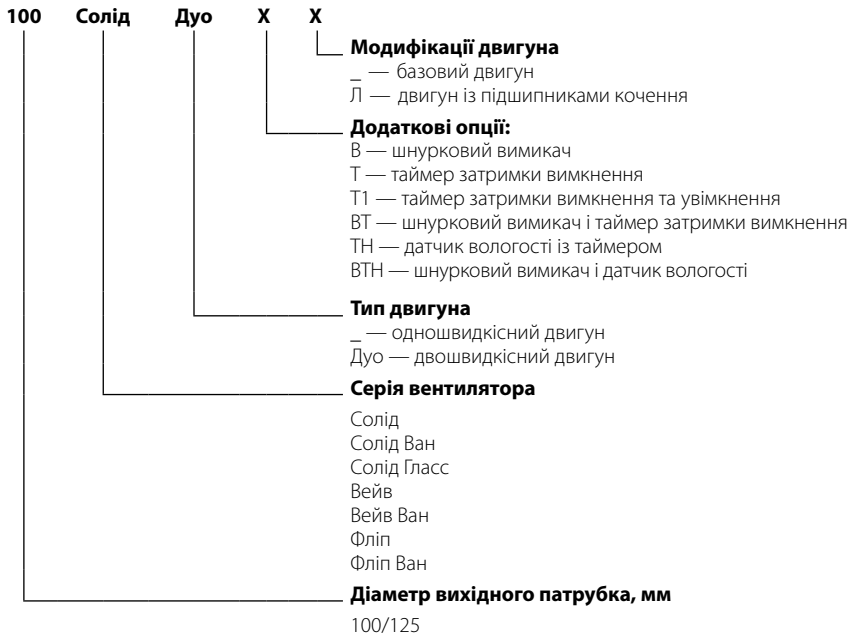 100 Солід Дуо Х Х
Модифікації двигуна
_ — базовий двигун
Л — двигун із підшипниками кочення
Додаткові опції:
В — шнурковий вимикач
Т — таймер затримки вимкнення
Т1 — таймер затримки вимкнення та увімкнення
ВТ — шнурковий вимикач і таймер затримки вимкнення
ТН — датчик вологості із таймером
ВТН — шнурковий вимикач і датчик вологості
Тип двигуна
_ — одношвидкісний двигун
Дуо — двошвидкісний двигун
Серія вентилятора
Солід
Солід Ван
Солід Гласс
Вейв
Вейв Ван
Фліп
Фліп Ван
Діаметр вихідного патрубка, мм
100/125